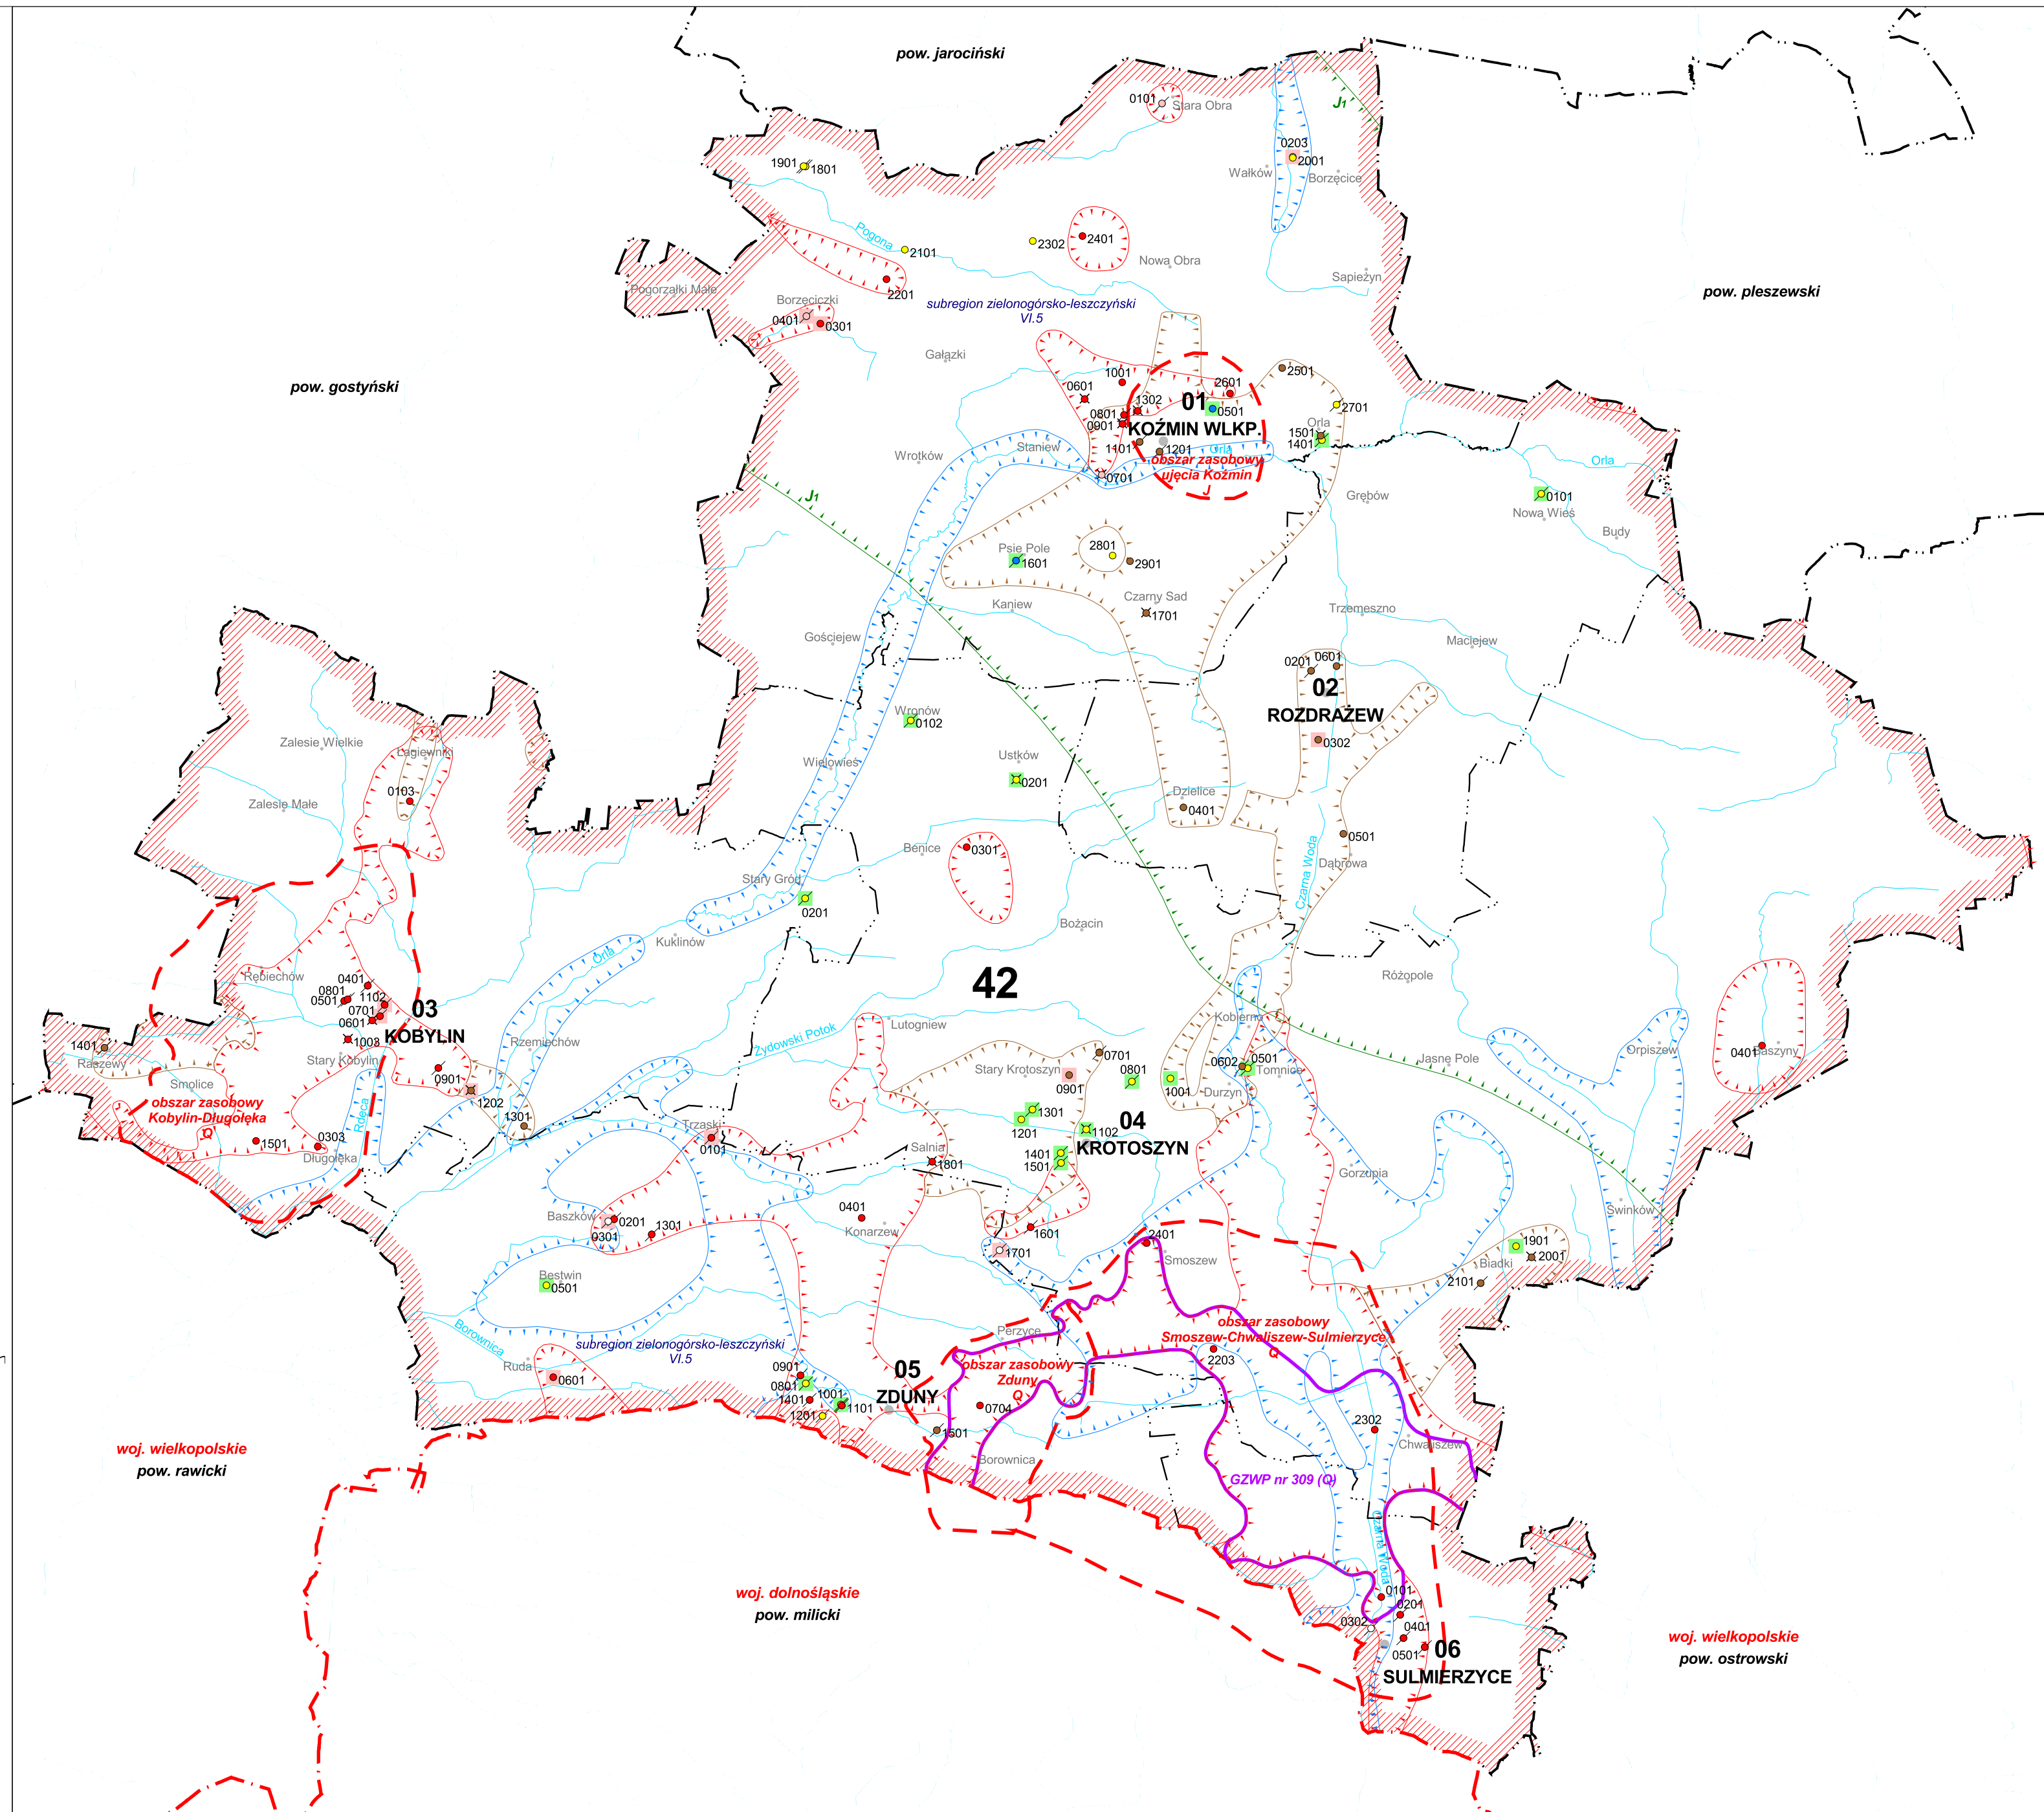 pow. jarociński
0101
Stara Obra
J1
0203
2001
Wałków
Borzęcice
1901
1801
Pogona
2101
2302
2401
Nowa Obra
Sapieżyn
Pogorzałki Małe
2201
Borzęciczki
0401
0301
subregion zielonogórsko-leszczyński
VI.5
pow. pleszewski
Gałązki
pow. gostyński
1001
0601
2601
2501
1302
01
0501
2701
0801
0901
KOŹMIN WLKP.
Orla
1501
1401
1101
1201
Orla
Staniew
Wrotków
obszar zasobowy
ujęcia Koźmin
J
0701
Orla
J1
Grębów
0101
Nowa Wieś
Budy
Psie Pole
1601
2801
2901
Kaniew
Czarny Sad
1701
Trzemeszno
Gościejew
Maciejew
0201
0601
02
ROZDRAŻEW
0302
Wronów
0102
Zalesie Wielkie
Łagiewniki
Ustków
0201
Wielowieś
0103
Zalesie Małe
Dzielice
0401
0501
Dąbrowa
Czarna Woda
Benice
0301
Stary Gród
0201
Bożacin
Kuklinów
Orla
42
Różopole
Rębiechów
0401
0801
0501
1102
0701
0601
03
KOBYLIN
1003
Stary Kobylin
Rzemiechów
Żydowski Potok
Lutogniew
Kobierno
1401
Raszewy
Smolice
0901
1202
1301
obszar zasobowy
Kobylin-Długołęka
Q
Rdęca
1501
0303
Długołęka
0701
Stary Krotoszyn
0901
0801
1001
0602
0501
Tomnice
Durzyn
Jasne Pole
Orpiszew
0401
Baszyny
1301
1201
1102
04
KROTOSZYN
Trzaski
0101
Salnia
1801
1401
1501
Gorzupia
Świnków
Baszków
0201
0301
1301
0401
Konarzew
1601
1701
2401
Smoszew
1901
2001
Biadki
2101
Bestwin
0501
Borownica
subregion zielonogórsko-leszczyński
VI.5
Perzyce
obszar zasobowy
Smoszew-Chwaliszew-Sulmierzyce
Q
2203
Ruda
0601
0901
0801
1001
1401
1101
1201
05
ZDUNY
obszar zasobowy
Zduny
Q
0704
1501
Borownica
2302
Chwaliszew
GZWP nr 309 (Q)
Czarna Woda
woj. wielkopolskie
pow. rawicki
woj. dolnośląskie
pow. milicki
0101
0201
0302
0401
0501
06
SULMIERZYCE
woj. wielkopolskie
pow. ostrowski